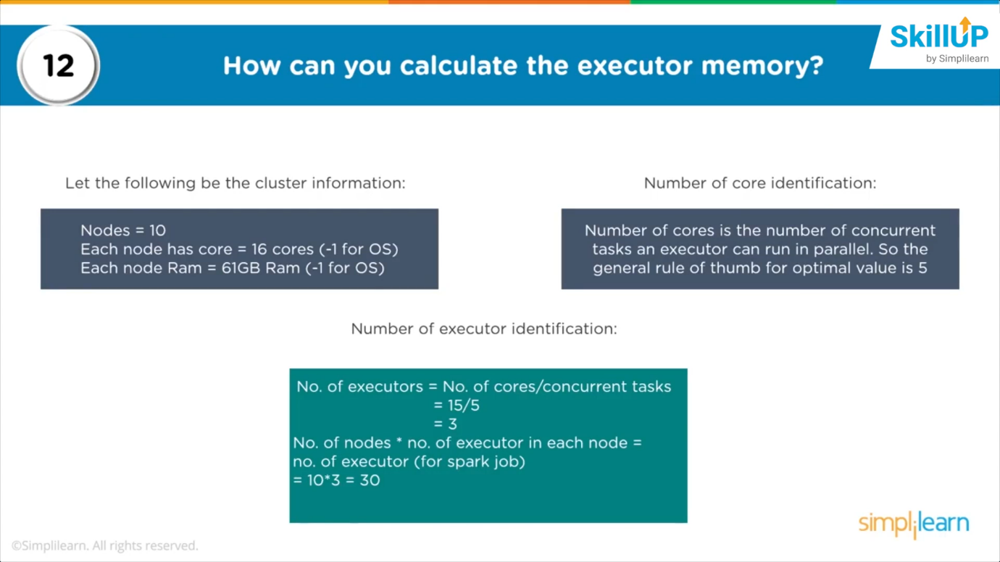 12
How can you calculate the executor memory?
SkillUP
by Simplilearn
Let the following be the cluster information:
Nodes = 10
Each node has core = 16 cores (-1 for OS)
Each node Ram = 61GB Ram (-1 for OS)
Number of core identification:
Number of cores is the number of concurrent
tasks an executor can run in parallel. So the
general rule of thumb for optimal value is 5
Number of executor identification:
No. of executors = No. of cores/concurrent tasks
= 15/5
= 3
No. of nodes * no. of executor in each node =
no. of executor (for spark job)
= 10*3 = 30
simplilearn
©Simplilearn. All rights reserved.